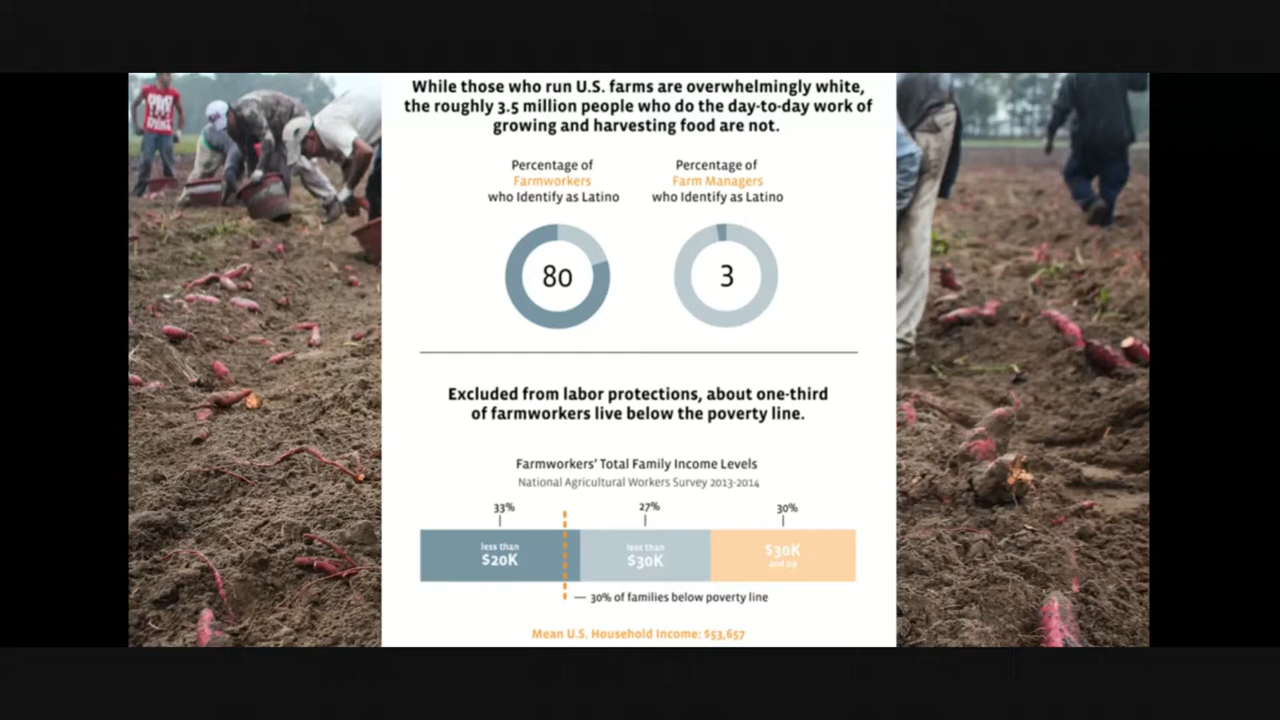 While those who run U.S. farms are overwhelmingly white,
the roughly 3.5 million people who do the day-to-day work of
growing and harvesting food are not.
Percentage of
Farmworkers
who Identify as Latino
80
Percentage of
Farm Managers
who Identify as Latino
3
Excluded from labor protections, about one-third
of farmworkers live below the poverty line.
Farmworkers' Total Family Income Levels
National Agricultural Workers Survey 2013-2014
33% 27% 30%
less than
$20K
less than
$30K
$30K
and up
30% of families below poverty line
Mean U.S. Household Income: $53,657